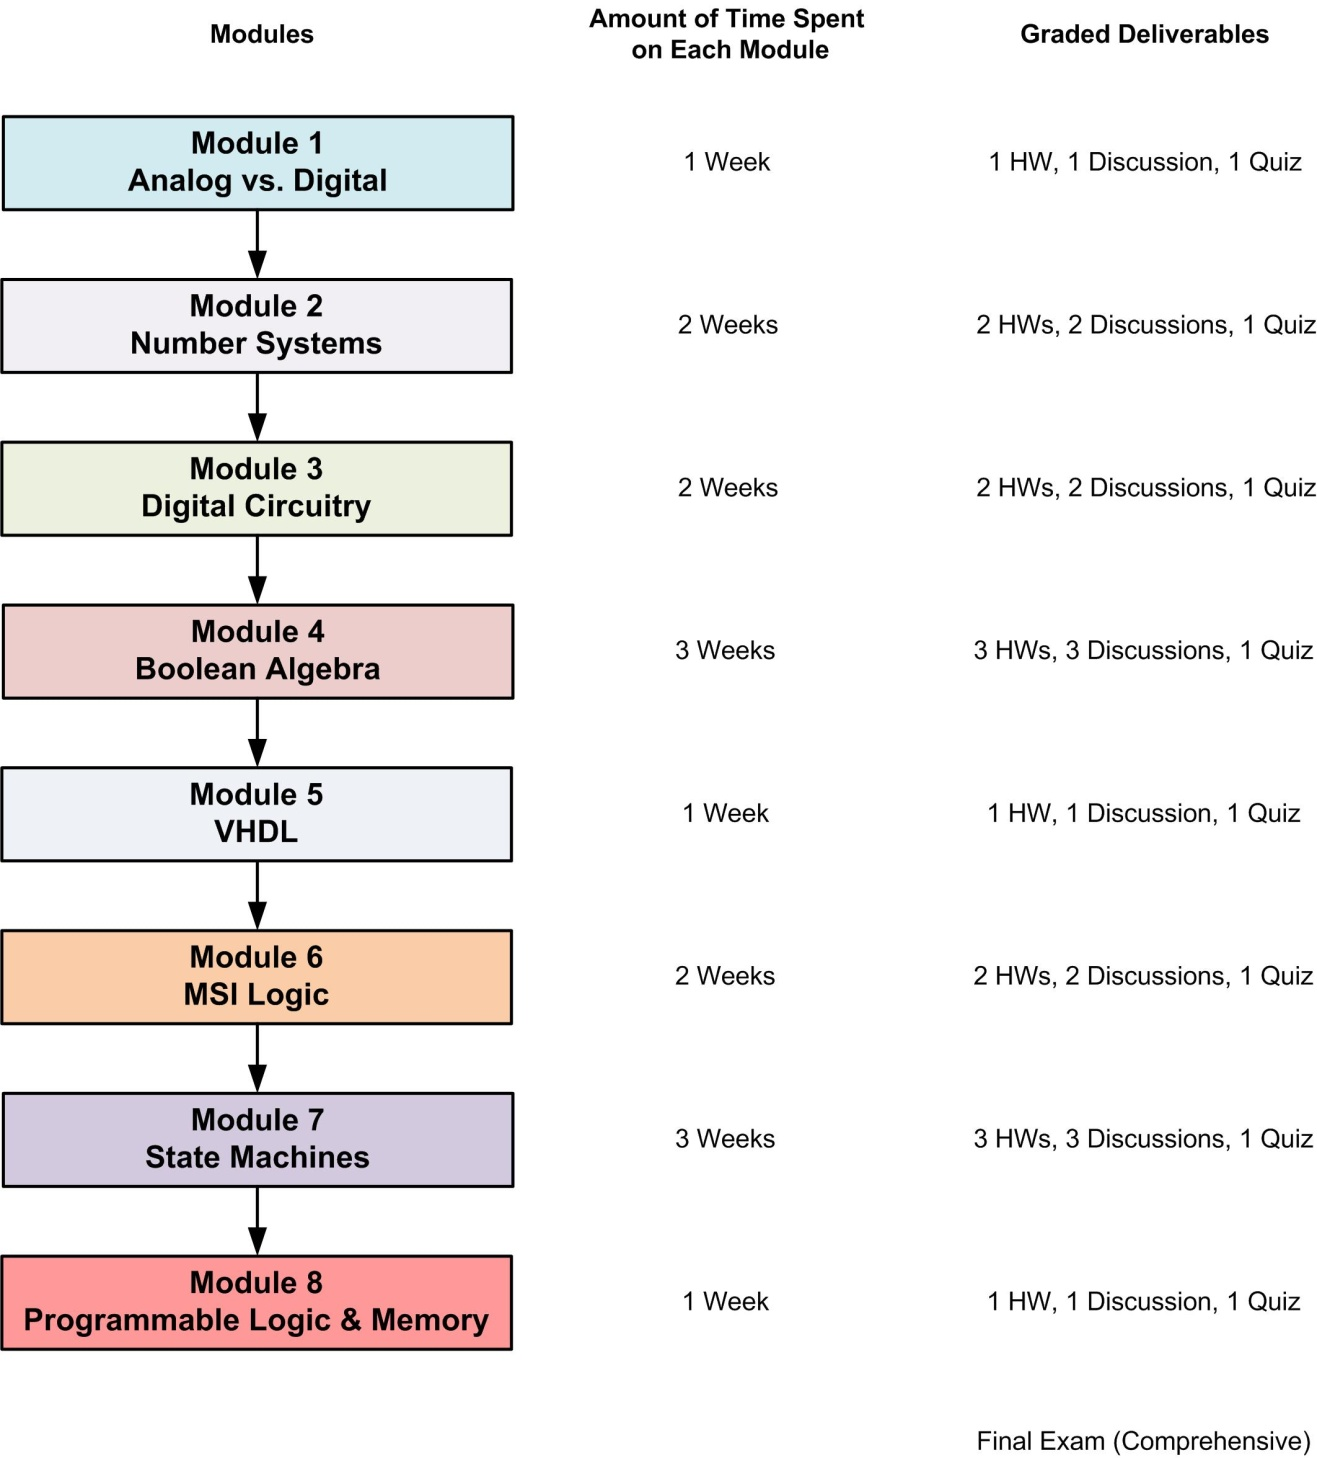 Modules
Amount of Time Spent
on Each Module
Graded Deliverables
Module 1
Analog vs. Digital
1 Week
1 HW, 1 Discussion, 1 Quiz
Module 2
Number Systems
2 Weeks
2 HWs, 2 Discussions, 1 Quiz
Module 3
Digital Circuitry
2 Weeks
2 HWs, 2 Discussions, 1 Quiz
Module 4
Boolean Algebra
3 Weeks
3 HWs, 3 Discussions, 1 Quiz
Module 5
VHDL
1 Week
1 HW, 1 Discussion, 1 Quiz
Module 6
MSI Logic
2 Weeks
2 HWs, 2 Discussions, 1 Quiz
Module 7
State Machines
3 Weeks
3 HWs, 3 Discussions, 1 Quiz
Module 8
Programmable Logic & Memory
1 Week
1 HW, 1 Discussion, 1 Quiz
Final Exam (Comprehensive)